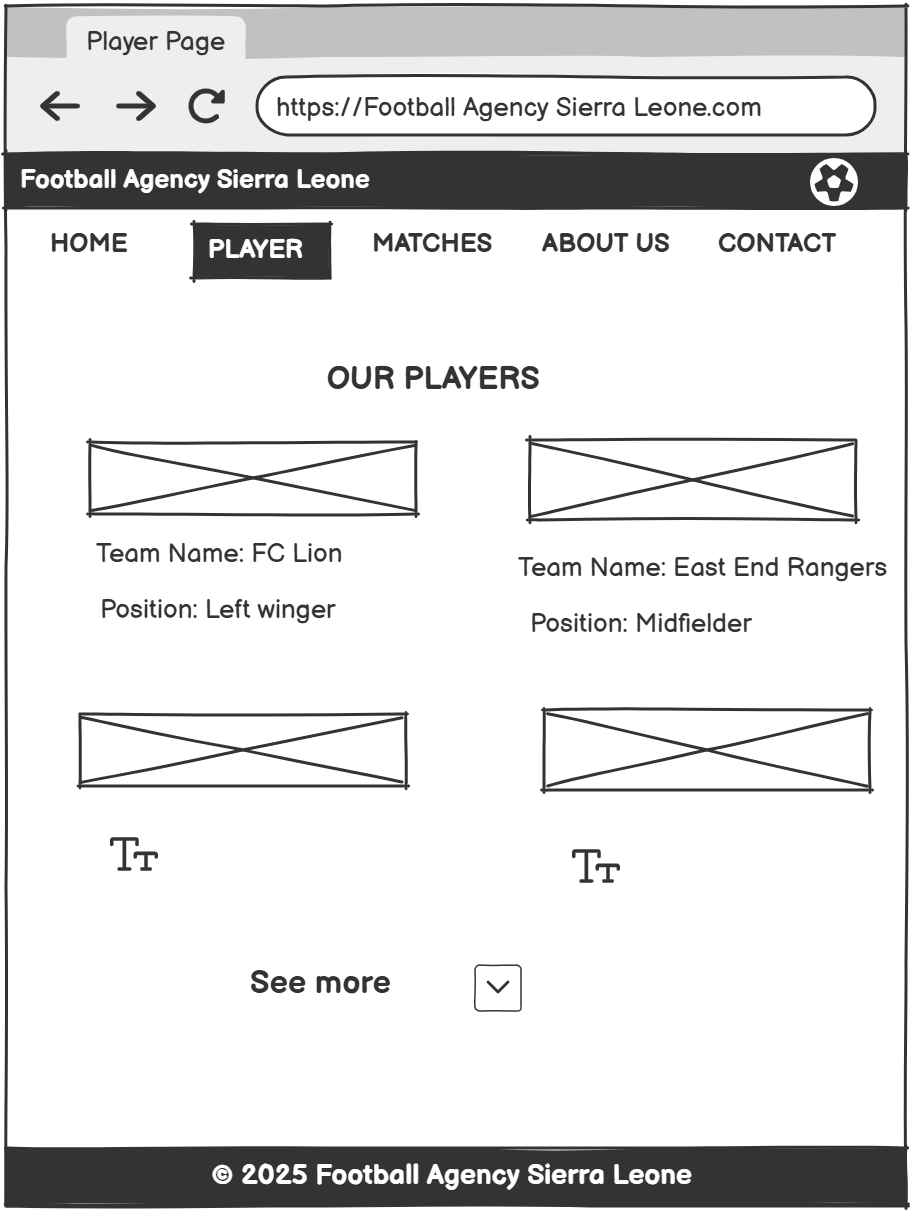 Player Page
https://Football Agency Sierra Leone.com
Football Agency Sierra Leone
HOME PLAYER MATCHES ABOUT US CONTACT
OUR PLAYERS
Team Name: FC Lion
Position: Left winger
Team Name: East End Rangers
Position: Midfielder
TT
TT
See more
© 2025 Football Agency Sierra Leone